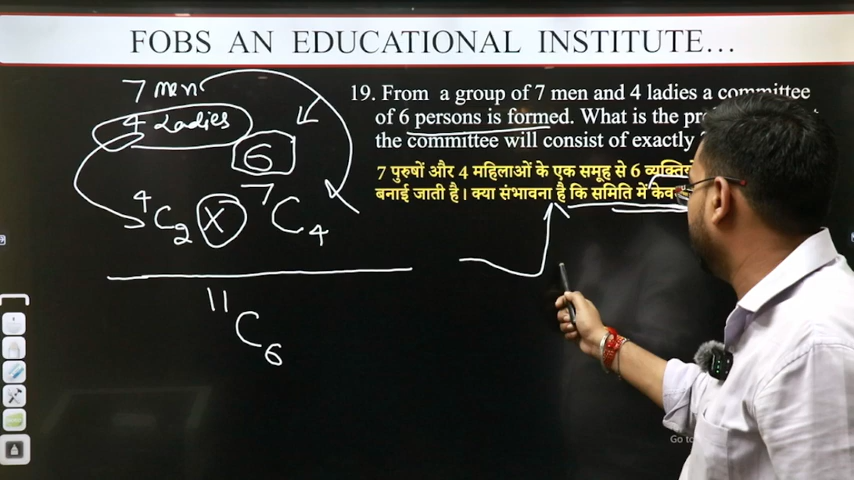 FOBS AN EDUCATIONAL INSTITUTE...
7 men
4 Ladies
6
⁴C₂ × ⁷C₄
¹¹C₆
19. From a group of 7 men and 4 ladies a committee
of 6 persons is formed. What is the
the committee will consist of exactly
7 पुरुषों और 4 महिलाओं के एक समूह से 6
बनाई जाती है। क्या संभावना है कि समिति में
Go to